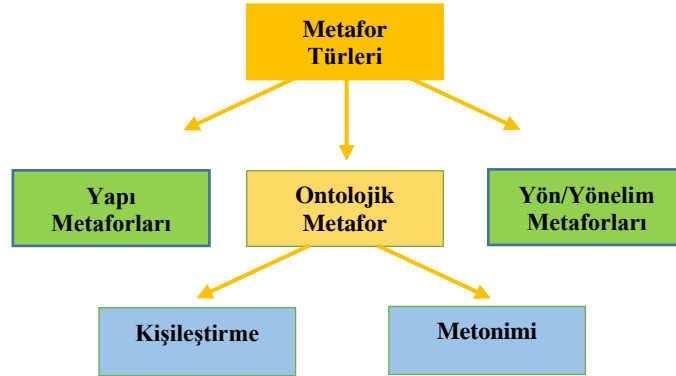 Metafor
Türleri
Yapı
Metaforları
Ontolojik
Metafor
Yön/Yönelim
Metaforları
Kişileştirme
Metonimi